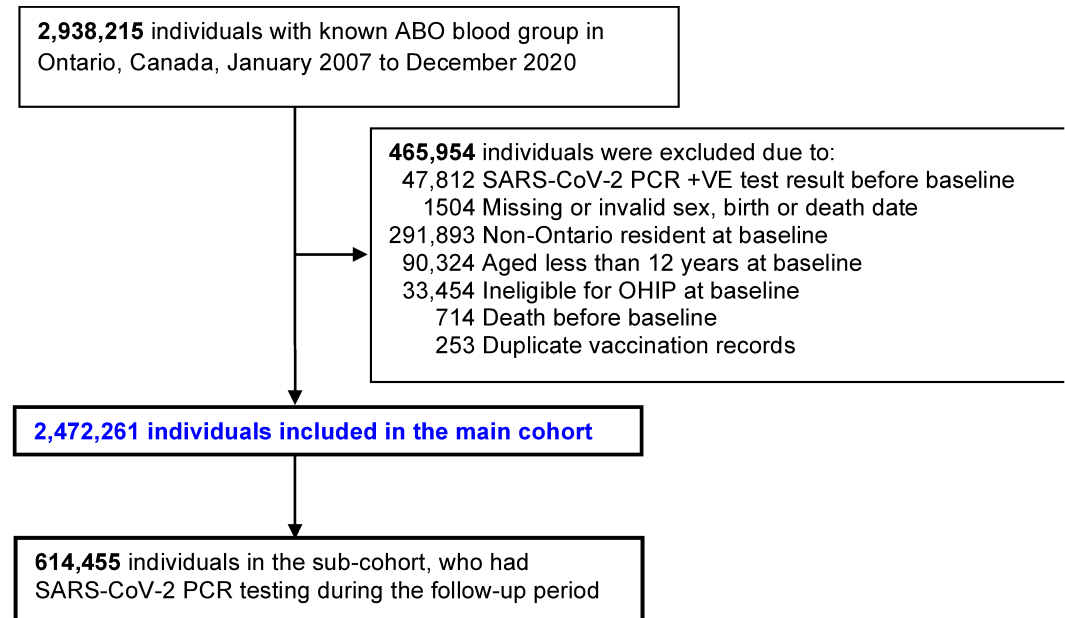 2,938,215 individuals with known ABO blood group in
Ontario, Canada, January 2007 to December 2020
465,954 individuals were excluded due to:
47,812 SARS-CoV-2 PCR +VE test result before baseline
1504 Missing or invalid sex, birth or death date
291,893 Non-Ontario resident at baseline
90,324 Aged less than 12 years at baseline
33,454 Ineligible for OHIP at baseline
714 Death before baseline
253 Duplicate vaccination records
2,472,261 individuals included in the main cohort
614,455 individuals in the sub-cohort, who had
SARS-CoV-2 PCR testing during the follow-up period